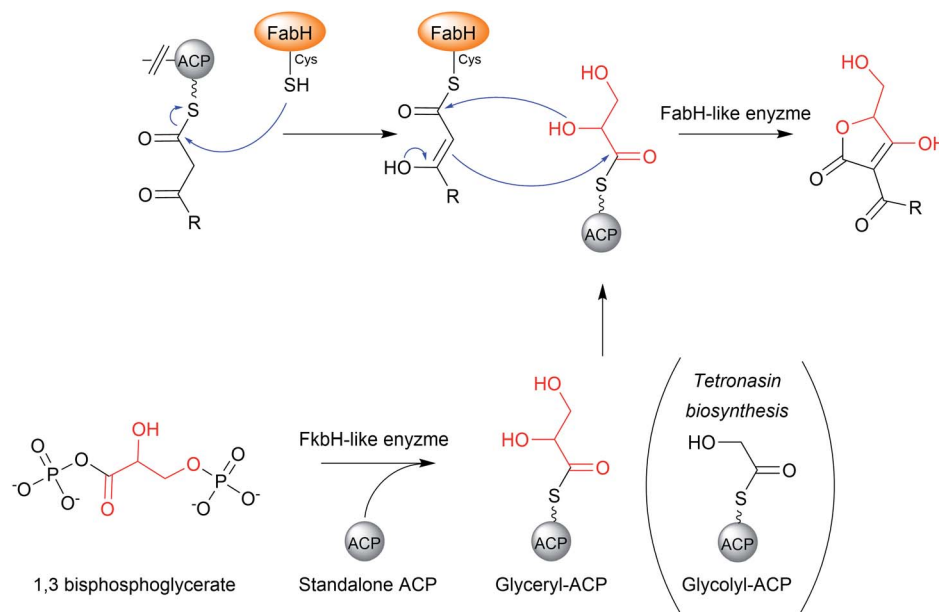 FabH
Cys
SH
ACP
S
O
O
R
FabH
Cys
S
O
HO
R
HO
HO
O
S
ACP
FabH-like enyzme
HO
O
OH
O
O
R
Tetronasin
biosynthesis
HO
O
S
ACP
Glycolyl-ACP
HO
HO
O
S
ACP
Glyceryl-ACP
FkbH-like enyzme
ACP
Standalone ACP
O
P
-O
O-
O
OH
O
O
O
P
-O
O-
1,3 bisphosphoglycerate